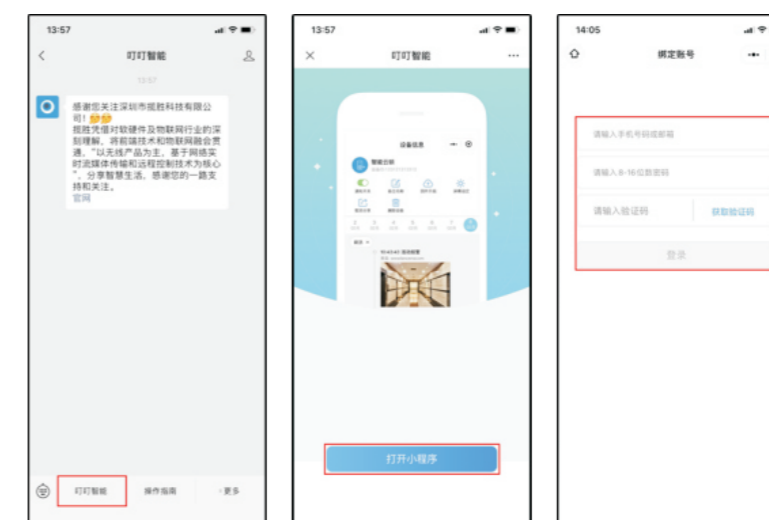 13:57
叮叮智能
13:57
感谢您关注深圳市揽胜科技有限公
司!
揽胜凭借对软硬件及物联网行业的深
刻理解，将前端技术和物联网融会贯
通，"以无线产品为主，基于网络实
时流媒体传输和远程控制技术为核心
"，分享智慧生活，感谢您的一路支
持和关注。
官网
叮叮智能
操作指南
更多
13:57
叮叮智能
设备信息
智能云眸
打开小程序
14:05
绑定账号
请输入手机号码或邮箱
请输入 8-16位数密码
请输入验证码
获取验证码
登录